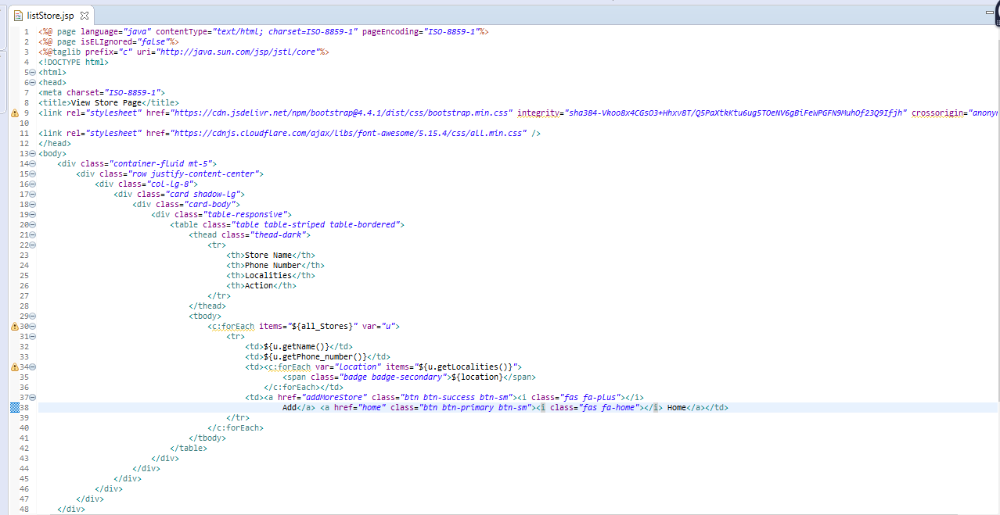 listStore.jsp
1 <%@ page language="java" contentType="text/html; charset=ISO-8859-1" pageEncoding="ISO-8859-1"%>
2 <%@ page isELIgnored="false"%>
3 <%@taglib prefix="c" uri="http://java.sun.com/jsp/jstl/core"%>
4 <!DOCTYPE html>
5 <html>
6 <head>
7 <meta charset="ISO-8859-1">
8 <title>View Store Page</title>
9 <link rel="stylesheet" href="https://cdn.jsdelivr.net/npm/bootstrap@4.4.1/dist/css/bootstrap.min.css" integrity="sha384-Vkoo8x4CGsO3+Hhxv8T/Q5PaXtkKtu6ug5TOeNV6gBiFeWPGFN9MuhOf23Q9Ifjh" crossorigin="anony
10
11 <link rel="stylesheet" href="https://cdnjs.cloudflare.com/ajax/libs/font-awesome/5.15.4/css/all.min.css" />
12 </head>
13 <body>
14 <div class="container-fluid mt-5">
15 <div class="row justify-content-center">
16 <div class="col-lg-8">
17 <div class="card shadow-lg">
18 <div class="card-body">
19 <div class="table-responsive">
20 <table class="table table-striped table-bordered">
21 <thead class="thead-dark">
22 <tr>
23 <th>Store Name</th>
24 <th>Phone Number</th>
25 <th>Localities</th>
26 <th>Action</th>
27 </tr>
28 </thead>
29 <tbody>
30 <c:forEach items="${all_Stores}" var="u">
31 <tr>
32 <td>${u.getName()}</td>
33 <td>${u.getPhone_number()}</td>
34 <td><c:forEach var="location" items="${u.getLocalities()}">
35 <span class="badge badge-secondary">${location}</span>
36 </c:forEach></td>
37 <td><a href="addMoreStore" class="btn btn-success btn-sm"><i class="fas fa-plus"></i>
38 Add</a> <a href="home" class="btn btn-primary btn-sm"><i class="fas fa-home"></i> Home</a></td>
39 </tr>
40 </c:forEach>
41 </tbody>
42 </table>
43 </div>
44 </div>
45 </div>
46 </div>
47 </div>
48 </div>